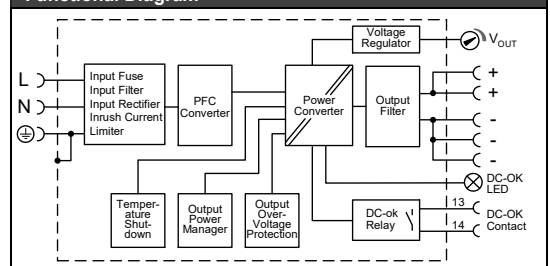 Functional Diagram
Voltage
Regulator
VOUT
L
N
Input Fuse
Input Filter
Input Rectifier
Inrush Current
Limiter
PFC
Converter
Power
Converter
Output
Filter
+
+
-
-
-
DC-OK
LED
Temper-
ature
Shut-
down
Output
Power
Manager
Output
Over-
Voltage
Protection
DC-ok
Relay
13
14
DC-OK
Contact